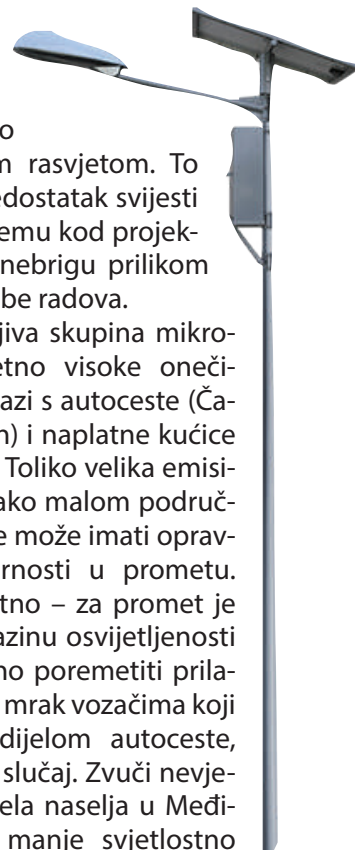 o
m rasvjetom. To
edostatak svijesti
emu kod projek-
nebrigu prilikom
be radova.
jiva skupina mikro-
etno visoke oneči-
azi s autoceste (Ča-
n) i naplatne kućice
Toliko velika emisi-
ako malom područ-
e može imati oprav-
rnosti u prometu.
tno – za promet je
azinu osvijetljenosti
no poremetiti prila-
mrak vozačima koji
dijelom autoceste,
slučaj. Zvuči nevje-
ela naselja u Međi-
manje svjetlostno